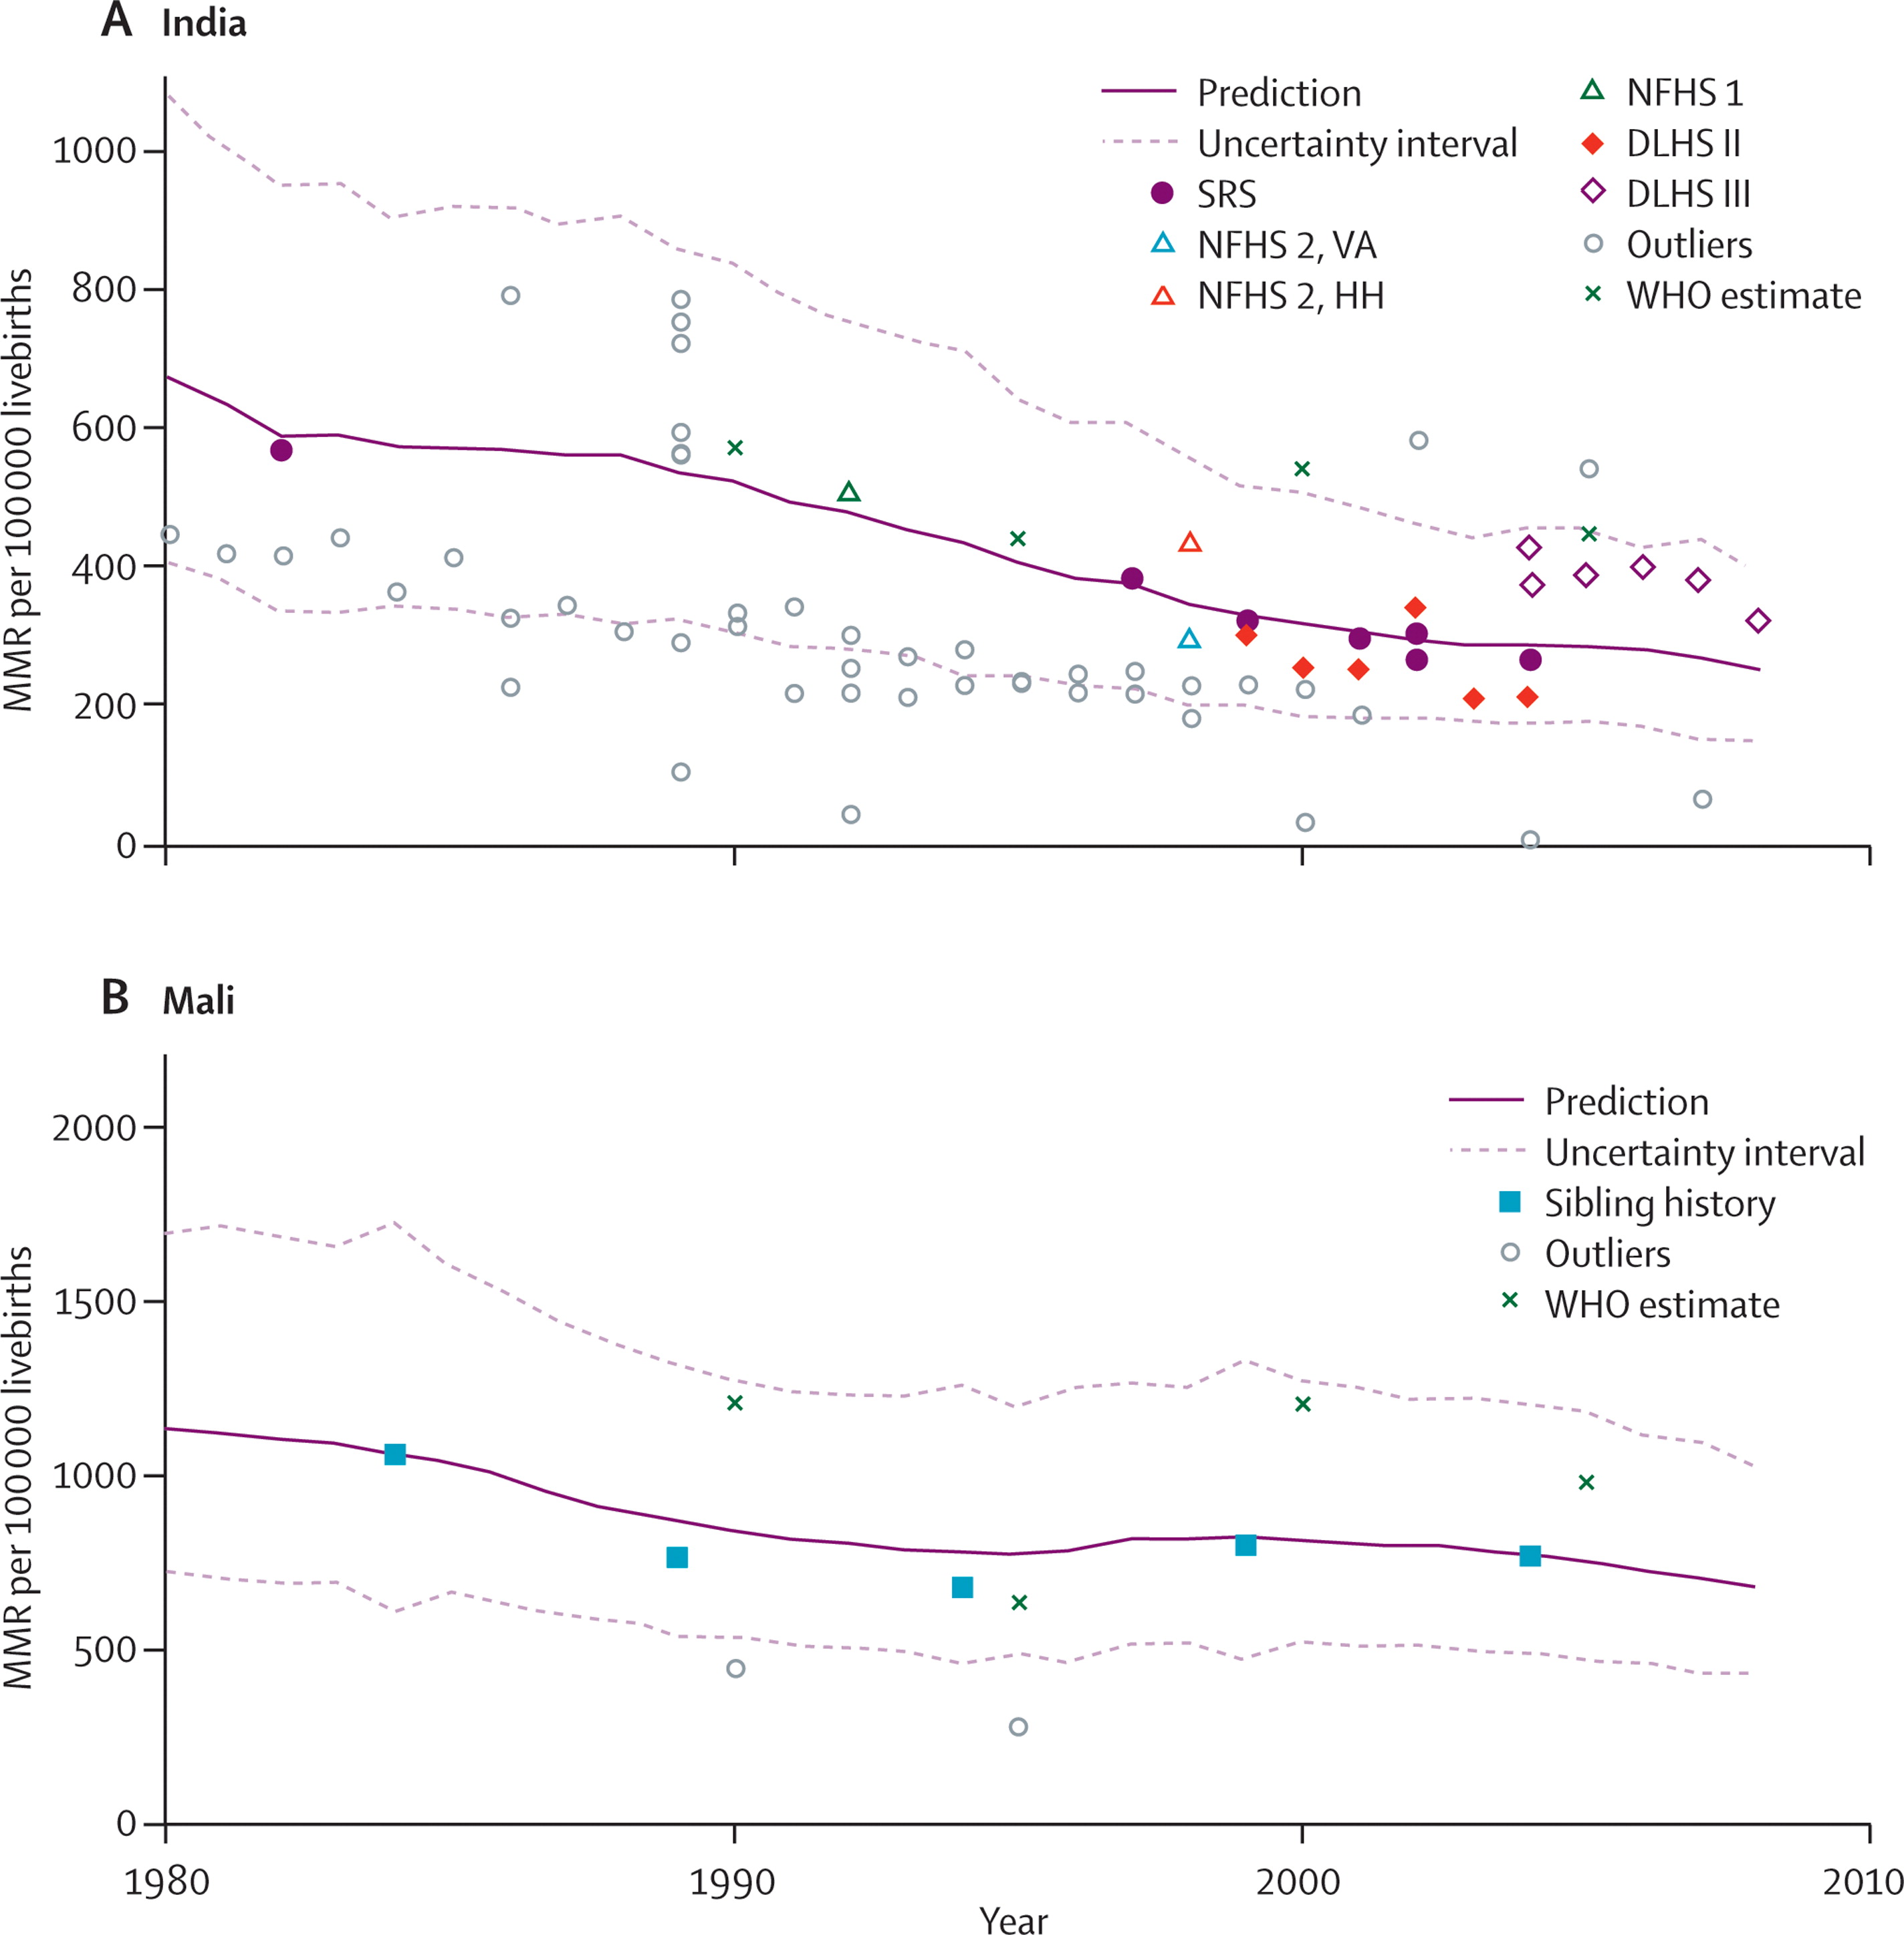 A India
MMR per 100 000 livebirths
1000
800
600
400
200
0
Prediction
Uncertainty interval
SRS
NFHS 2, VA
NFHS 2, HH
NFHS 1
DLHS II
DLHS III
Outliers
WHO estimate
B Mali
MMR per 100 000 livebirths
2000
1500
1000
500
0
Prediction
Uncertainty interval
Sibling history
Outliers
WHO estimate
1980 1990 2000 2010
Year